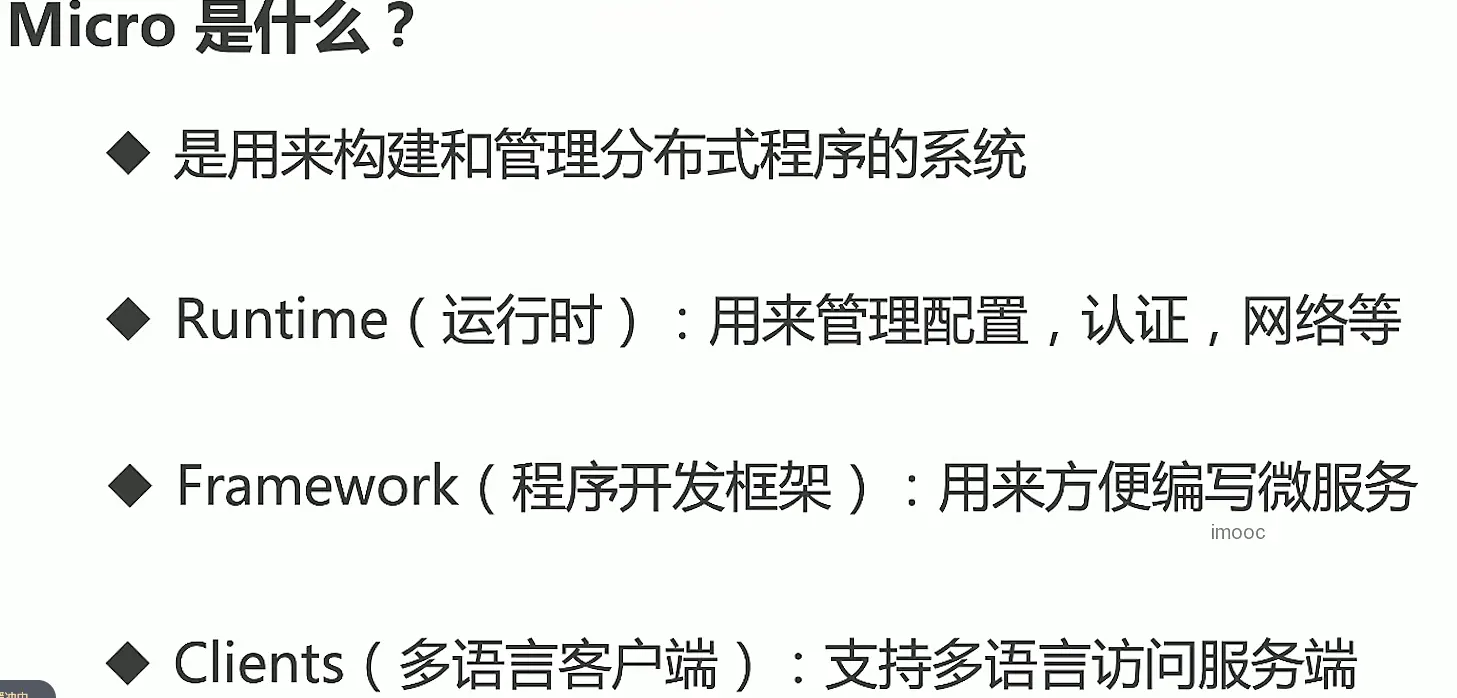 Micro 是什么？
◆ 是用来构建和管理分布式程序的系统
◆ Runtime（运行时）：用来管理配置，认证，网络等
◆ Framework（程序开发框架）：用来方便编写微服务
imooc
◆ Clients（多语言客户端）：支持多语言访问服务端